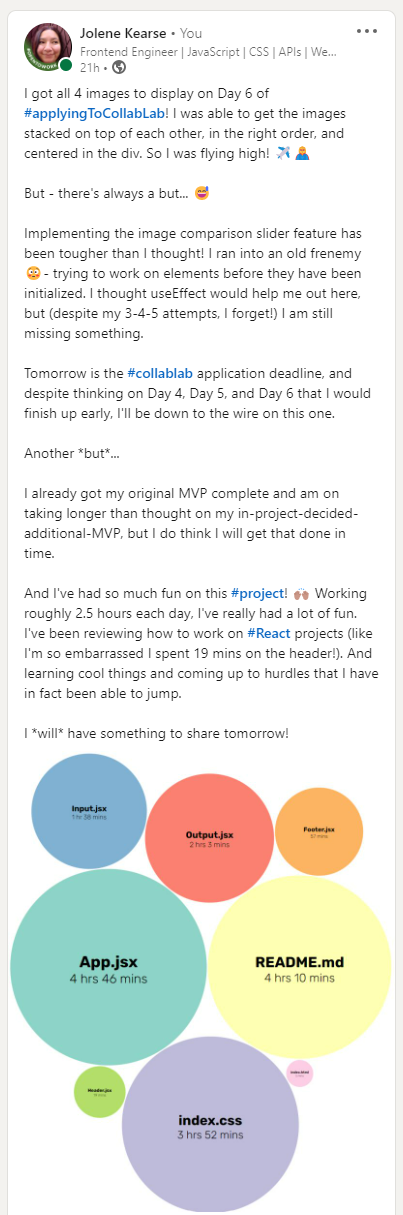 Jolene Kearse • You
Frontend Engineer | JavaScript | CSS | APIs | We...
21h •
I got all 4 images to display on Day 6 of
#applyingToCollabLab! I was able to get the images
stacked on top of each other, in the right order, and
centered in the div. So I was flying high! ✈️ 🙇
But - there's always a but... 😅
Implementing the image comparison slider feature has
been tougher than I thought! I ran into an old frenemy
😳 - trying to work on elements before they have been
initialized. I thought useEffect would help me out here,
but (despite my 3-4-5 attempts, I forget!) I am still
missing something.
Tomorrow is the #collablab application deadline, and
despite thinking on Day 4, Day 5, and Day 6 that I would
finish up early, I'll be down to the wire on this one.
Another *but*...
I already got my original MVP complete and am on
taking longer than thought on my in-project-decided-
additional-MVP, but I do think I will get that done in
time.
And I've had so much fun on this #project! 🙌🏽 Working
roughly 2.5 hours each day, I've really had a lot of fun.
I've been reviewing how to work on #React projects (like
I'm so embarrassed I spent 19 mins on the header!). And
learning cool things and coming up to hurdles that I have
in fact been able to jump.
I *will* have something to share tomorrow!
Input.jsx
1 hr 38 mins
Output.jsx
2 hrs 3 mins
Footer.jsx
57 mins
App.jsx
4 hrs 46 mins
README.md
4 hrs 10 mins
Header.jsx
19 mins
index.html
index.css
3 hrs 52 mins